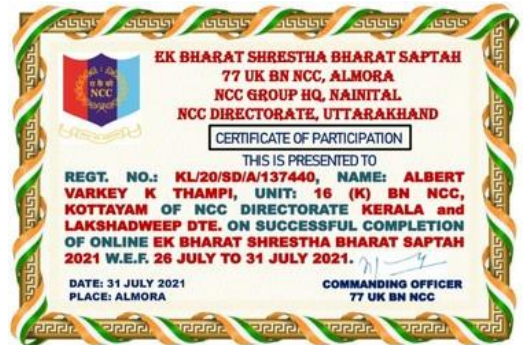 EK BHARAT SHRESTHA BHARAT SAPTAH
77 UK BN NCC, ALMORA
NCC GROUP HQ, NAINITAL
NCC DIRECTORATE, UTTARAKHAND
NCC
CERTIFICATE OF PARTICIPATION
THIS IS PRESENTED TO
REGT. NO.: KL/20/SD/A/137440, NAME: ALBERT
VARKEY K THAMPI, UNIT: 16 (K) BN NCC,
KOTTAYAM OF NCC DIRECTORATE KERALA and
LAKSHADWEEP DTE. ON SUCCESSFUL COMPLETION
OF ONLINE EK BHARAT SHRESTHA BHARAT SAPTAH
2021 W.E.F. 26 JULY TO 31 JULY 2021.
DATE: 31 JULY 2021
PLACE: ALMORA
COMMANDING OFFICER
77 UK BN NCC